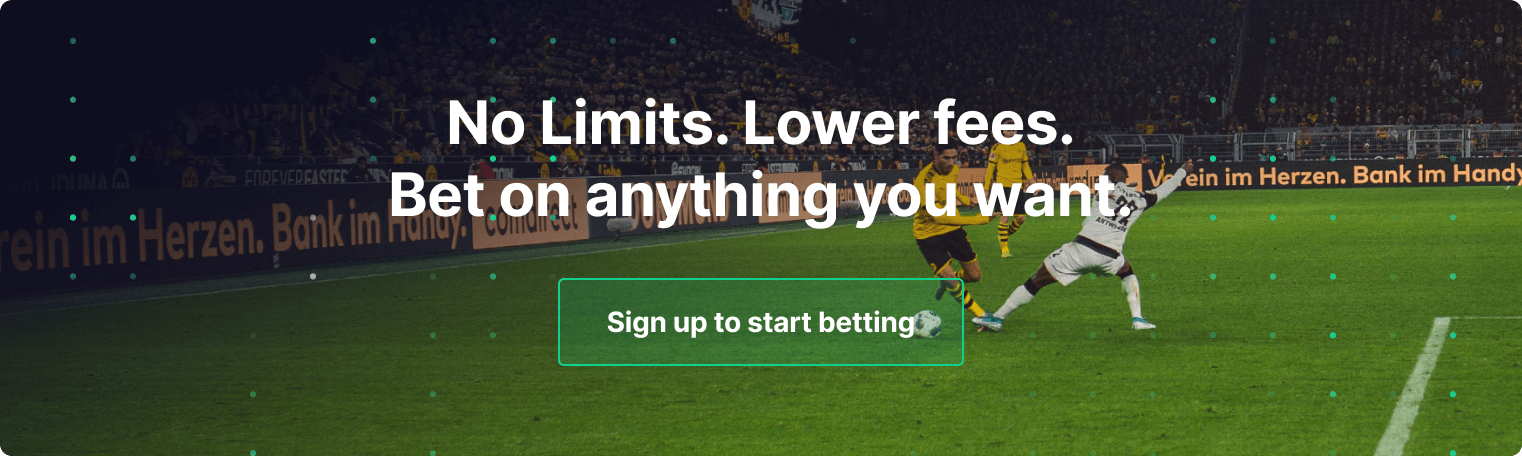 No Limits. Lower fees.
Bet on anything you want.
FOREVERFASTER
rein im Herzen. Bank im Handy.
comdirect
Verein im Herzen. Bank im Handy
Sign up to start betting